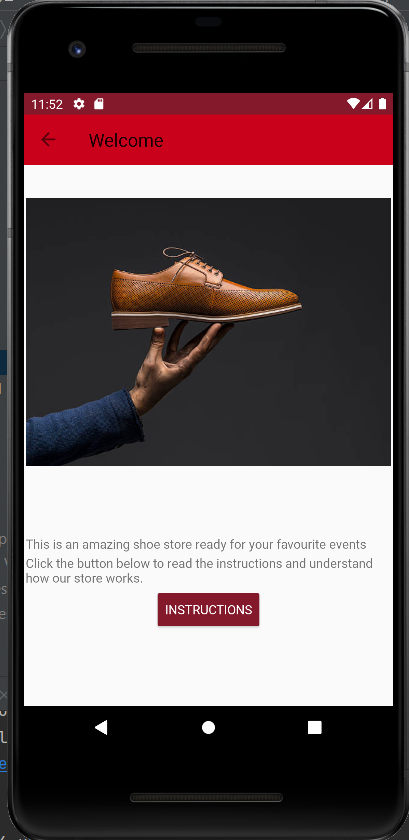 11:52
Welcome
This is an amazing shoe store ready for your favourite events
Click the button below to read the instructions and understand
how our store works.
INSTRUCTIONS